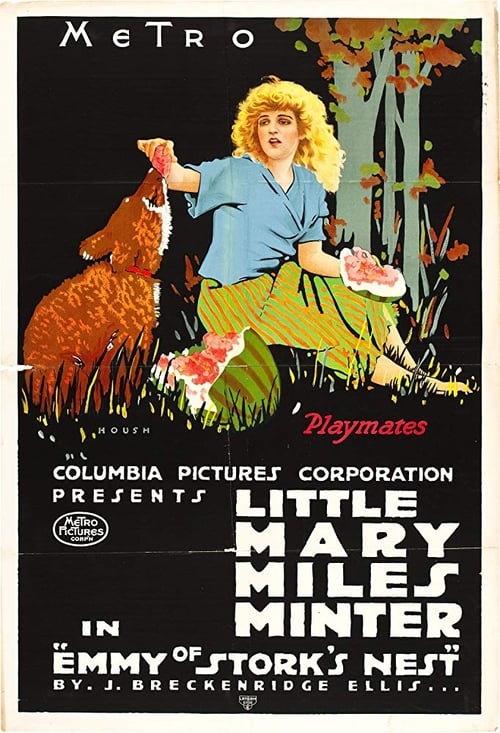 METRO
HOUSH
Playmates
COLUMBIA PICTURES CORPORATION
PRESENTS
LITTLE
MARY
MILES
MINTER
METRO
PICTURES
CORP'N
IN
"EMMY OF STORK'S NEST"
BY. J. BRECKENRIDGE ELLIS...